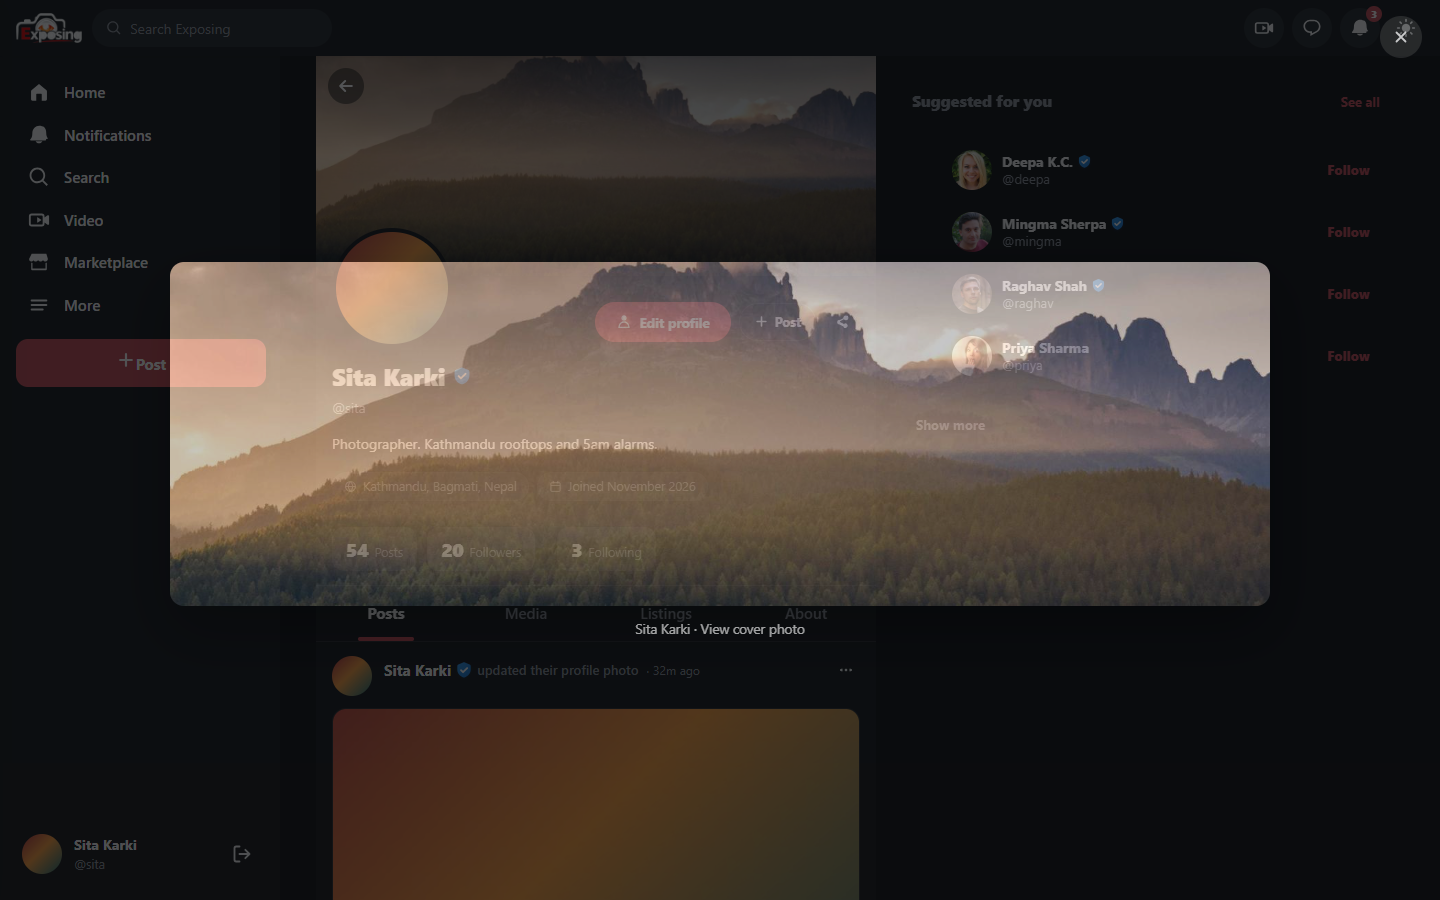 Exposing
Search Exposing
3
Home
Notifications
Search
Video
Marketplace
More
Post
Edit profile
Post
Sita Karki
@sita
Photographer. Kathmandu rooftops and 5am alarms.
Kathmandu, Bagmati, Nepal
Joined November 2026
54 Posts
20 Followers
3 Following
Posts
Media
Listings
About
Sita Karki · View cover photo
Sita Karki updated their profile photo · 32m ago
Suggested for you
See all
Deepa K.C.
@deepa
Follow
Mingma Sherpa
@mingma
Follow
Raghav Shah
@raghav
Follow
Priya Sharma
@priya
Follow
Show more
Sita Karki
@sita